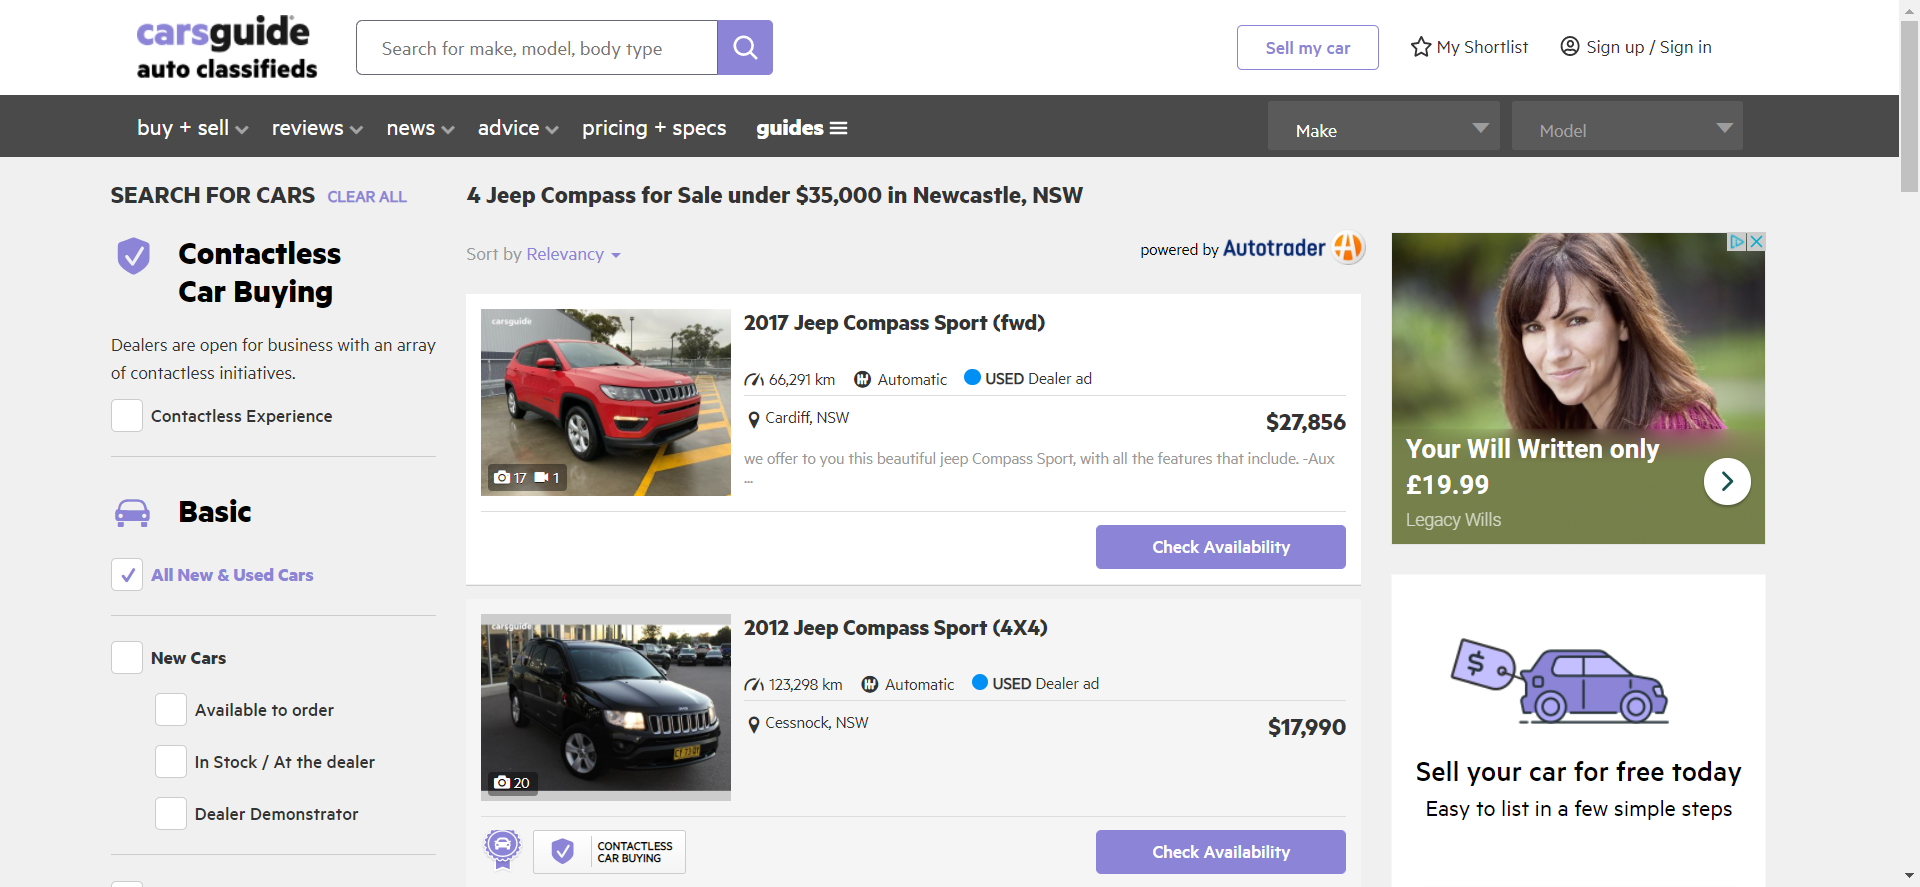 carsguide
auto classifieds
Search for make, model, body type
Sell my car
My Shortlist
Sign up / Sign in
buy + sell
reviews
news
advice
pricing + specs
guides
Make
Model
SEARCH FOR CARS CLEAR ALL
Contactless
Car Buying
Dealers are open for business with an array
of contactless initiatives.
Contactless Experience
Basic
All New & Used Cars
New Cars
Available to order
In Stock / At the dealer
Dealer Demonstrator
4 Jeep Compass for Sale under $35,000 in Newcastle, NSW
Sort by Relevancy
powered by Autotrader
carsguide
17 1
2017 Jeep Compass Sport (fwd)
66,291 km Automatic USED Dealer ad
Cardiff, NSW
$27,856
we offer to you this beautiful jeep Compass Sport, with all the features that include. -Aux
...
Check Availability
carsguide
20
2012 Jeep Compass Sport (4X4)
123,298 km Automatic USED Dealer ad
Cessnock, NSW
$17,990
CONTACTLESS
CAR BUYING
Check Availability
Your Will Written only
£19.99
Legacy Wills
$
Sell your car for free today
Easy to list in a few simple steps